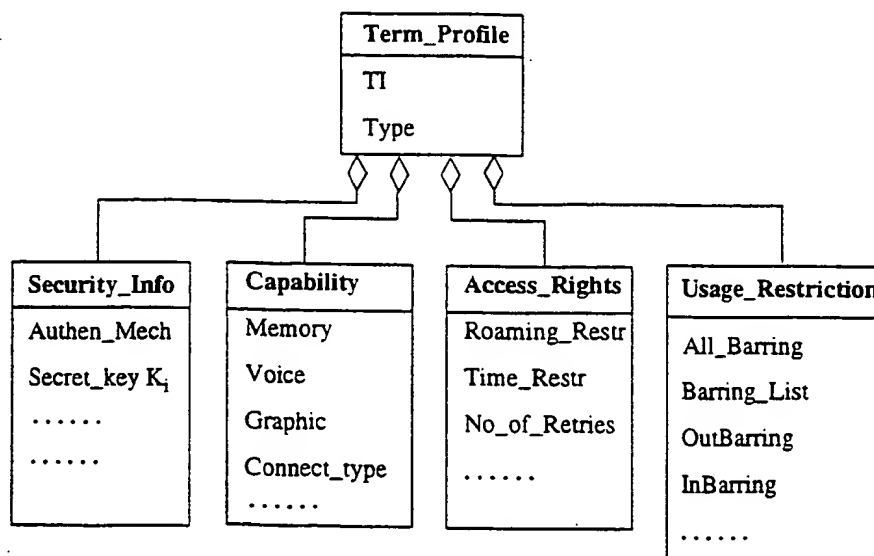 Term_Profile
TI
Type
Security_Info
Authen_Mech
Secret_key Ki
......
......
Capability
Memory
Voice
Graphic
Connect_type
......
Access_Rights
Roaming_Restr
Time_Restr
No_of_Retries
......
Usage_Restriction
All_Barring
Barring_List
OutBarring
InBarring
......